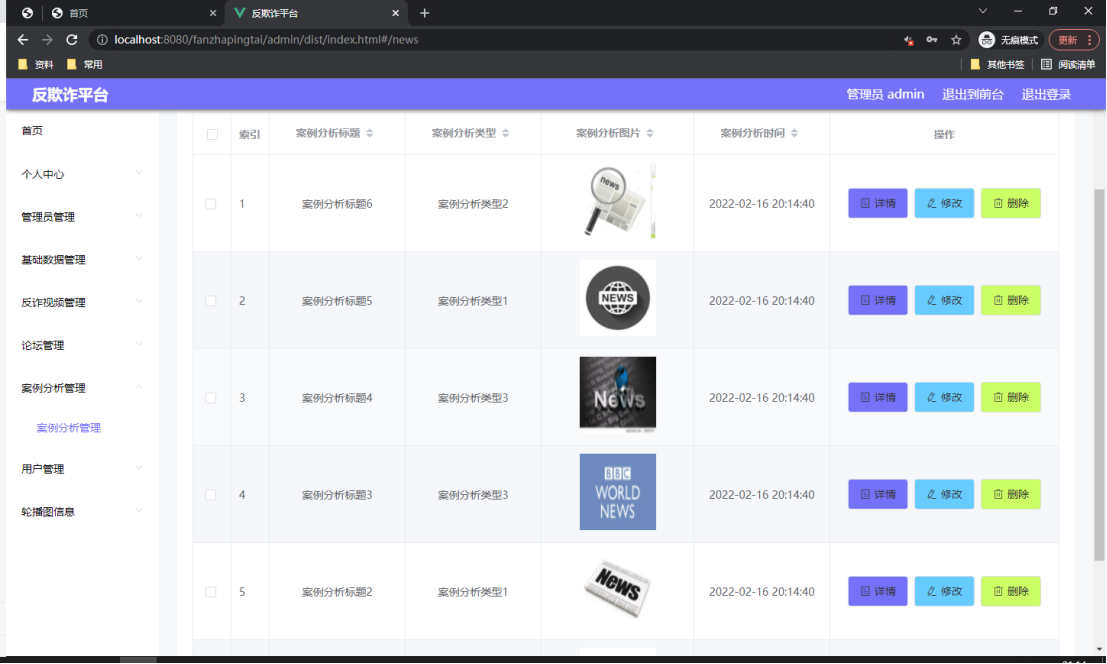 首页
反欺诈平台
localhost:8080/fanzhapingtai/admin/dist/index.html#/news
无痕模式
更新
资料
常用
其他书签
阅读清单
反欺诈平台
管理员 admin
退出到前台
退出登录
首页
个人中心
管理员管理
基础数据管理
反诈视频管理
论坛管理
案例分析管理
案例分析管理
用户管理
轮播图信息
索引 案例分析标题 案例分析类型 案例分析图片 案例分析时间 操作
1 案例分析标题6 案例分析类型2 news 2022-02-16 20:14:40 详情 修改 删除
2 案例分析标题5 案例分析类型1 NEWS 2022-02-16 20:14:40 详情 修改 删除
3 案例分析标题4 案例分析类型3 News 2022-02-16 20:14:40 详情 修改 删除
4 案例分析标题3 案例分析类型3 BBC WORLD NEWS 2022-02-16 20:14:40 详情 修改 删除
5 案例分析标题2 案例分析类型1 News 2022-02-16 20:14:40 详情 修改 删除